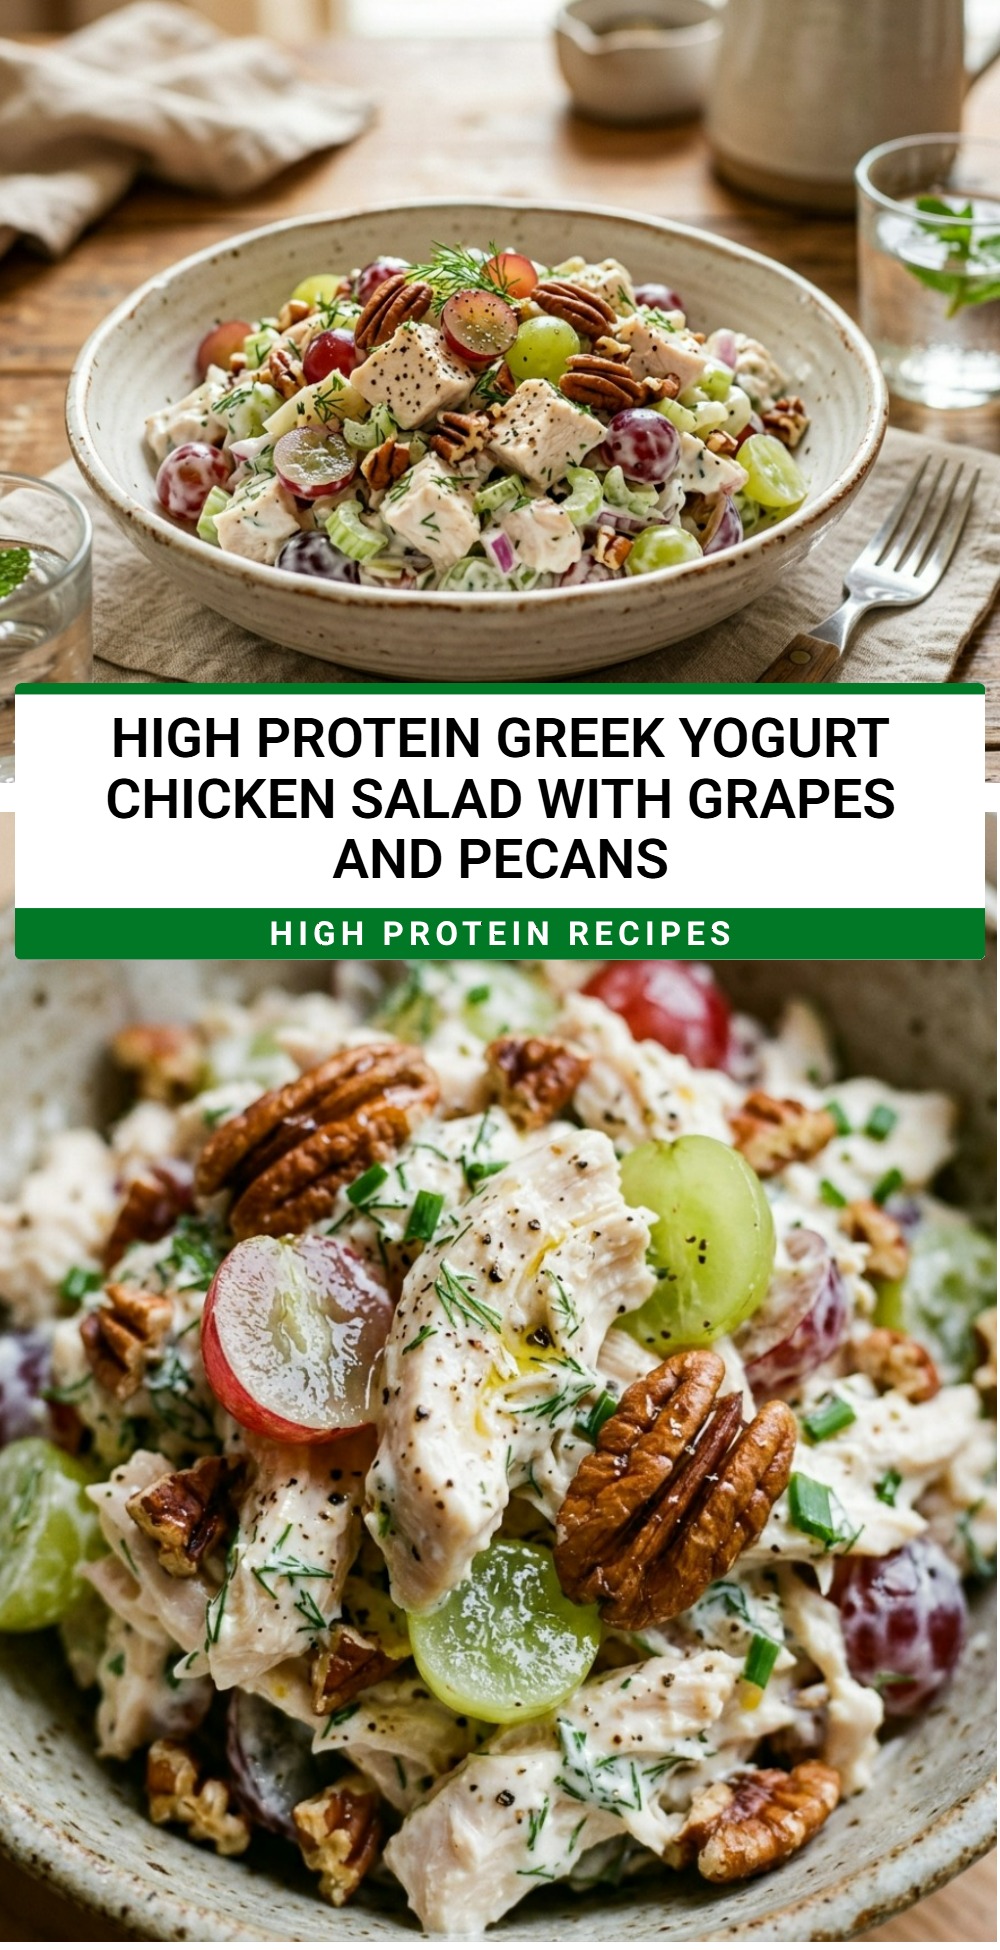 HIGH PROTEIN GREEK YOGURT
CHICKEN SALAD WITH GRAPES
AND PECANS
HIGH PROTEIN RECIPES